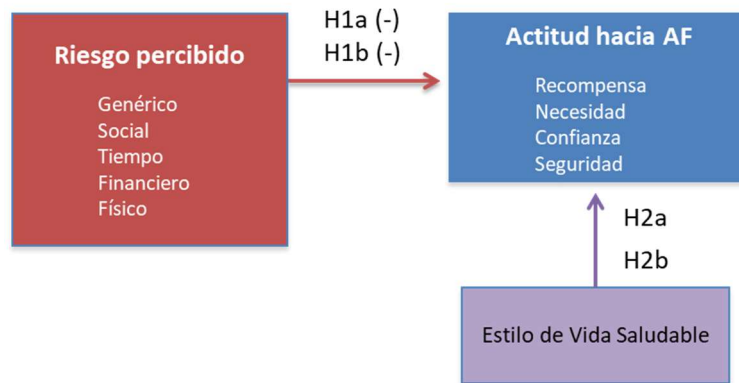 Riesgo percibido
Genérico
Social
Tiempo
Financiero
Físico
H1a (-)
H1b (-)
Actitud hacia AF
Recompensa
Necesidad
Confianza
Seguridad
H2a
H2b
Estilo de Vida Saludable